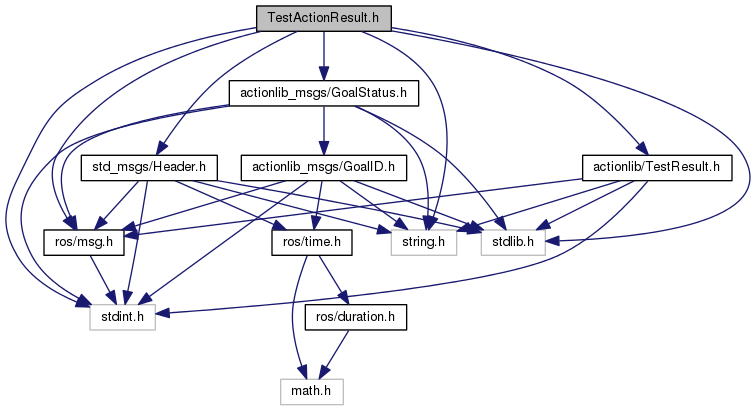 TestActionResult.h
actionlib_msgs/GoalStatus.h
std_msgs/Header.h
actionlib_msgs/GoalID.h
actionlib/TestResult.h
ros/msg.h
ros/time.h
string.h
stdlib.h
stdint.h
ros/duration.h
math.h